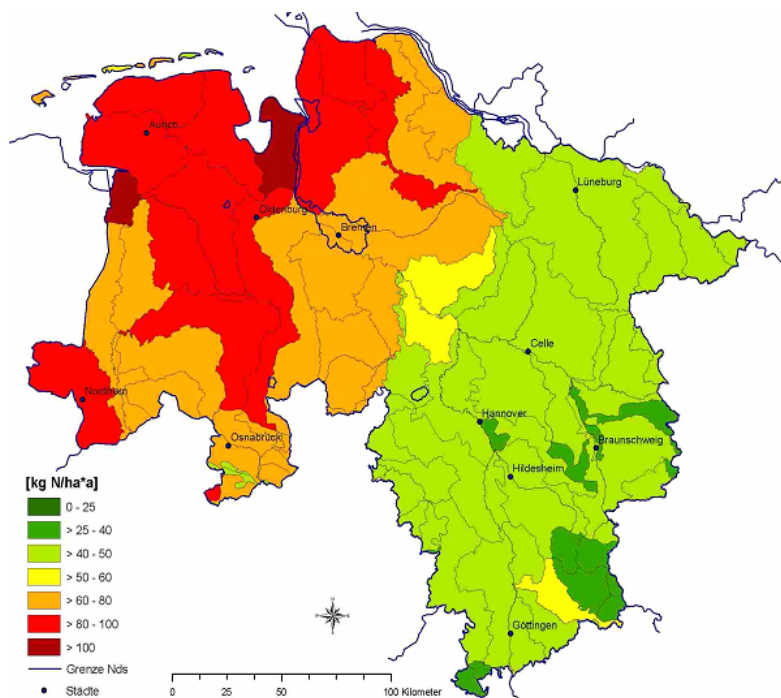 Aurich
Lüneburg
Oldenburg
Bremen
Celle
Nordhorn
Hannover
Osnabrück
Braunschweig
Hildesheim
[kg N/ha*a]
0 - 25
> 25 - 40
> 40 - 50
> 50 - 60
> 60 - 80
> 80 - 100
> 100
Göttingen
Grenze Nds
Städte
0 50 100 Kilometer